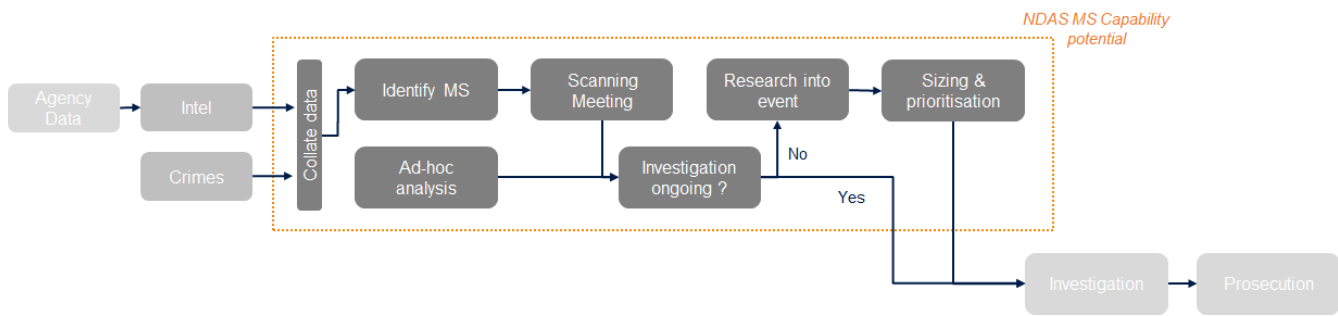 NDAS MS Capability
potential
Agency
Data
Intel
Crimes
Collate data
Identify MS
Scanning
Meeting
Research into
event
Sizing &
prioritisation
Ad-hoc
analysis
Investigation
ongoing ?
No
Yes
Investigation
Prosecution